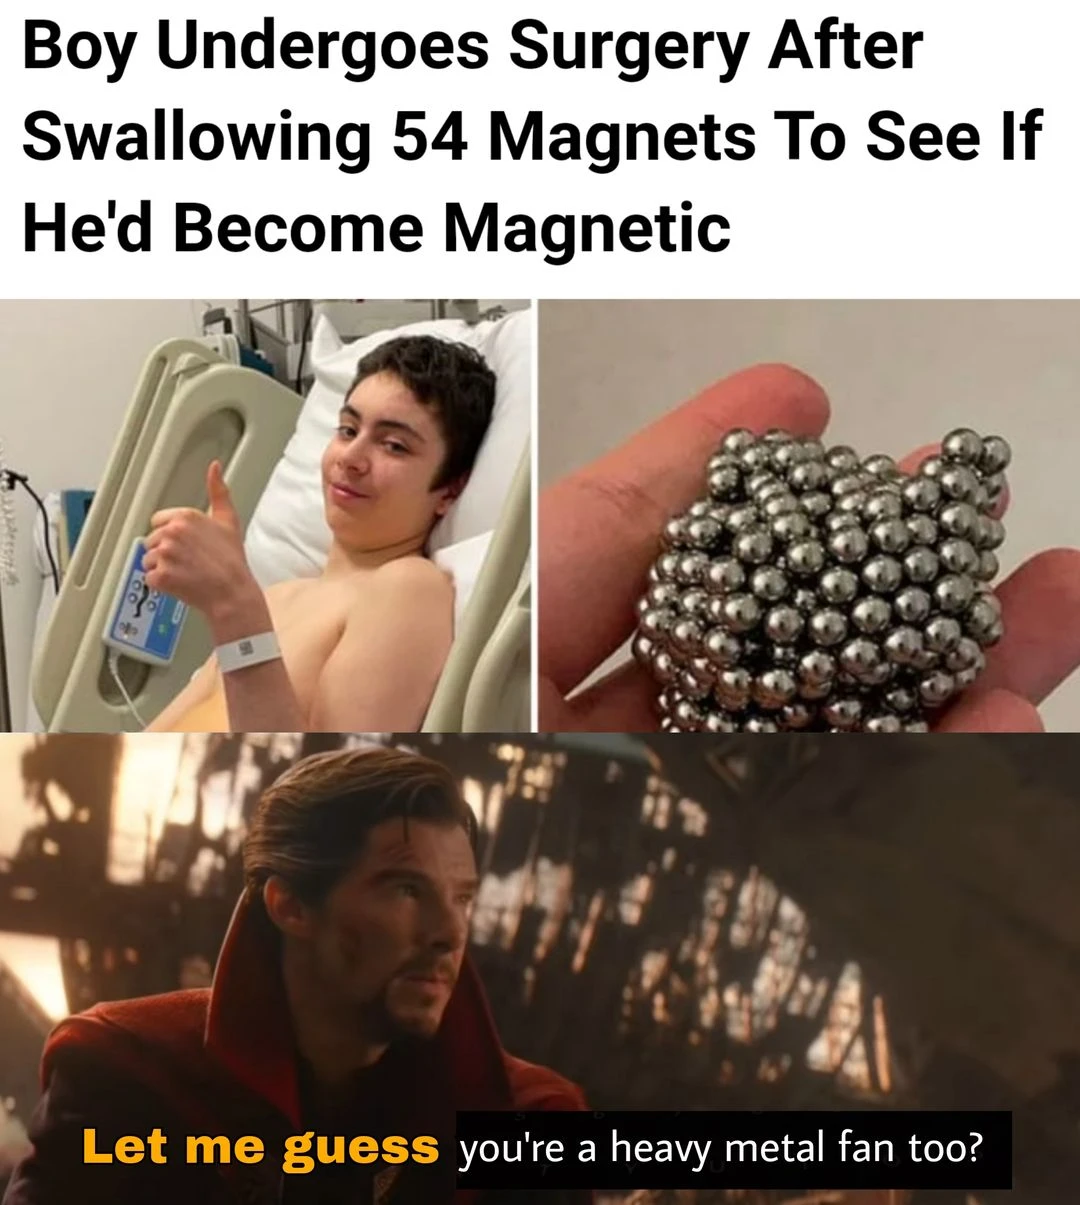 Boy Undergoes Surgery After
Swallowing 54 Magnets To See If
He'd Become Magnetic
Let me guess you're a heavy metal fan too?